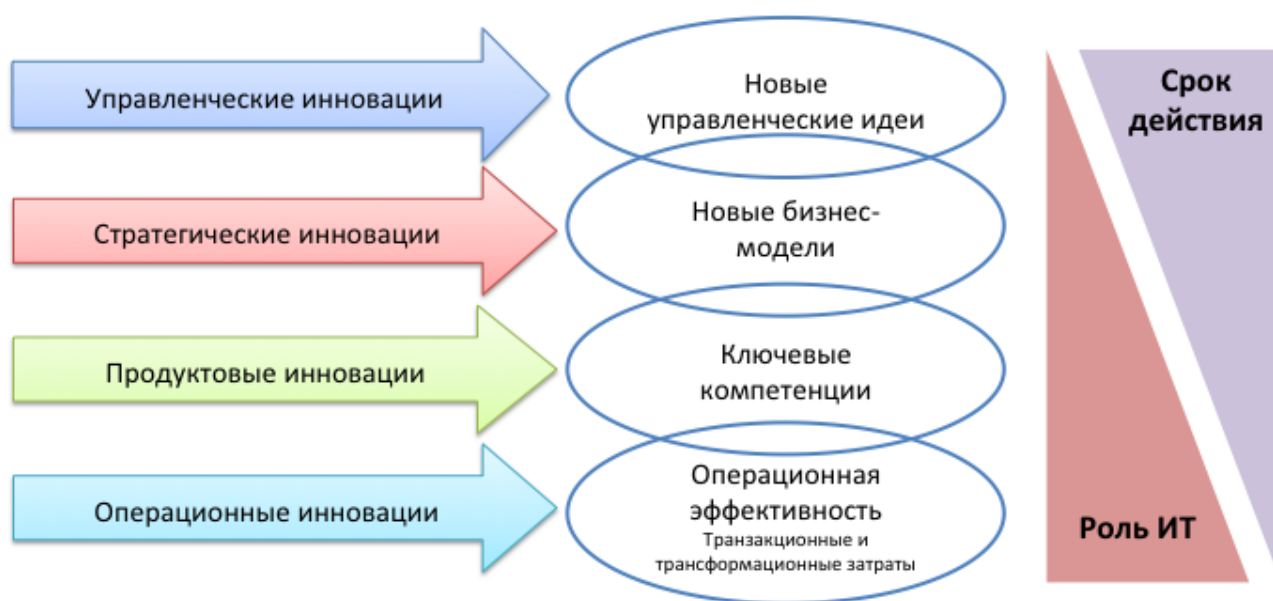 Управленческие инновации
Новые
управленческие идеи
Срок
действия
Стратегические инновации
Новые бизнес-
модели
Продуктовые инновации
Ключевые
компетенции
Операционные инновации
Операционная
эффективность
Транзакционные и
трансформационные затраты
Роль ИТ